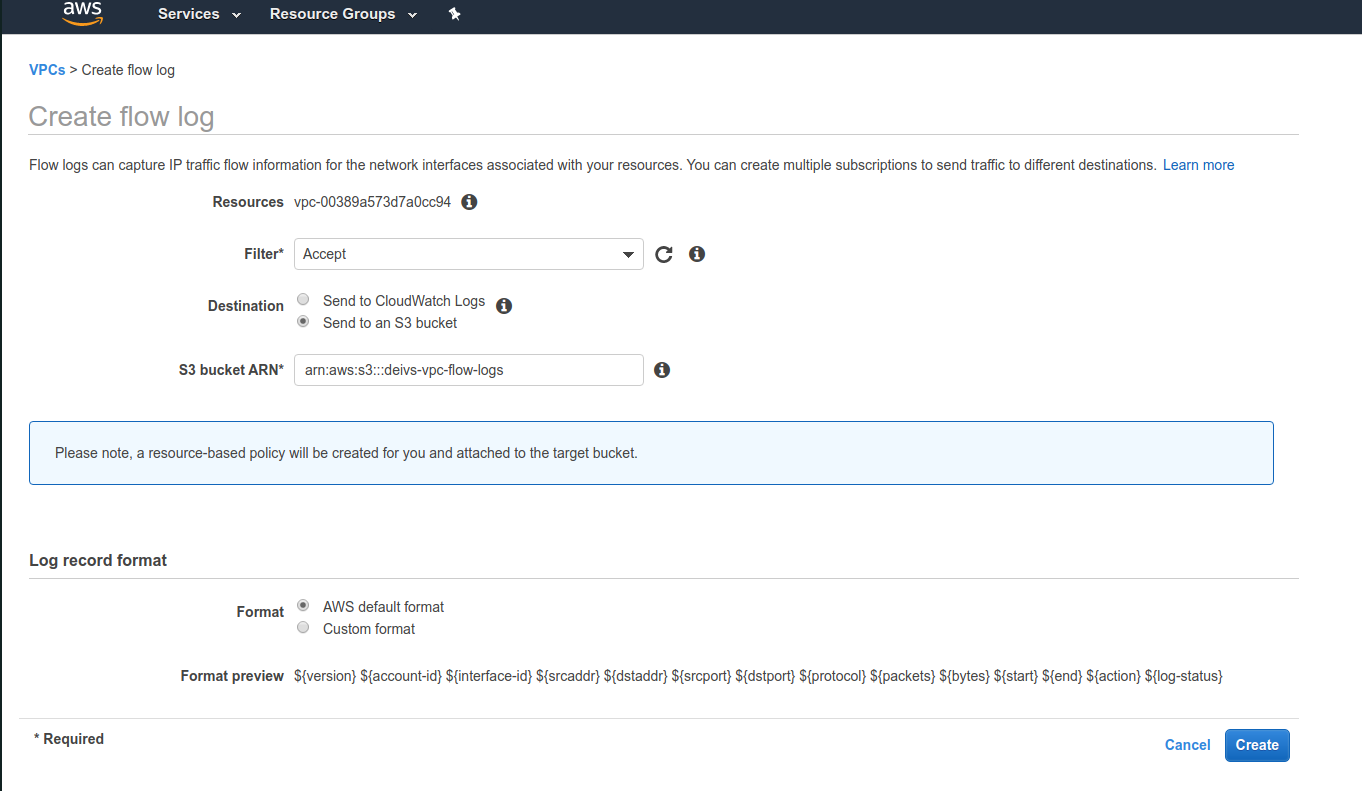 aws Services Resource Groups
VPCs > Create flow log
Create flow log
Flow logs can capture IP traffic flow information for the network interfaces associated with your resources. You can create multiple subscriptions to send traffic to different destinations. Learn more
Resources vpc-00389a573d7a0cc94
Filter* Accept
Destination Send to CloudWatch Logs
Send to an S3 bucket
S3 bucket ARN* arn:aws:s3:::deivs-vpc-flow-logs
Please note, a resource-based policy will be created for you and attached to the target bucket.
Log record format
Format AWS default format
Custom format
Format preview ${version} ${account-id} ${interface-id} ${srcaddr} ${dstaddr} ${srcport} ${dstport} ${protocol} ${packets} ${bytes} ${start} ${end} ${action} ${log-status}
* Required
Cancel Create